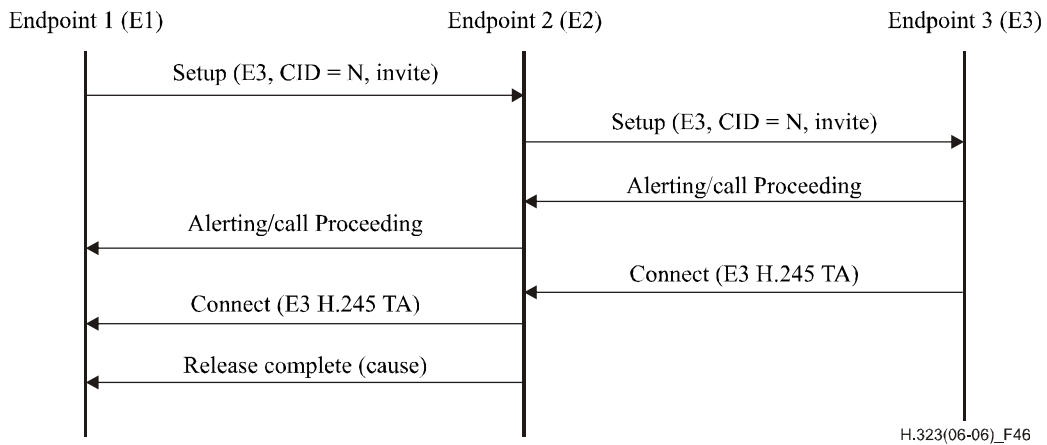 Endpoint 1 (E1)
Endpoint 2 (E2)
Endpoint 3 (E3)
Setup (E3, CID = N, invite)
Setup (E3, CID = N, invite)
Alerting/call Proceeding
Alerting/call Proceeding
Connect (E3 H.245 TA)
Connect (E3 H.245 TA)
Release complete (cause)
H.323(06-06)_F46